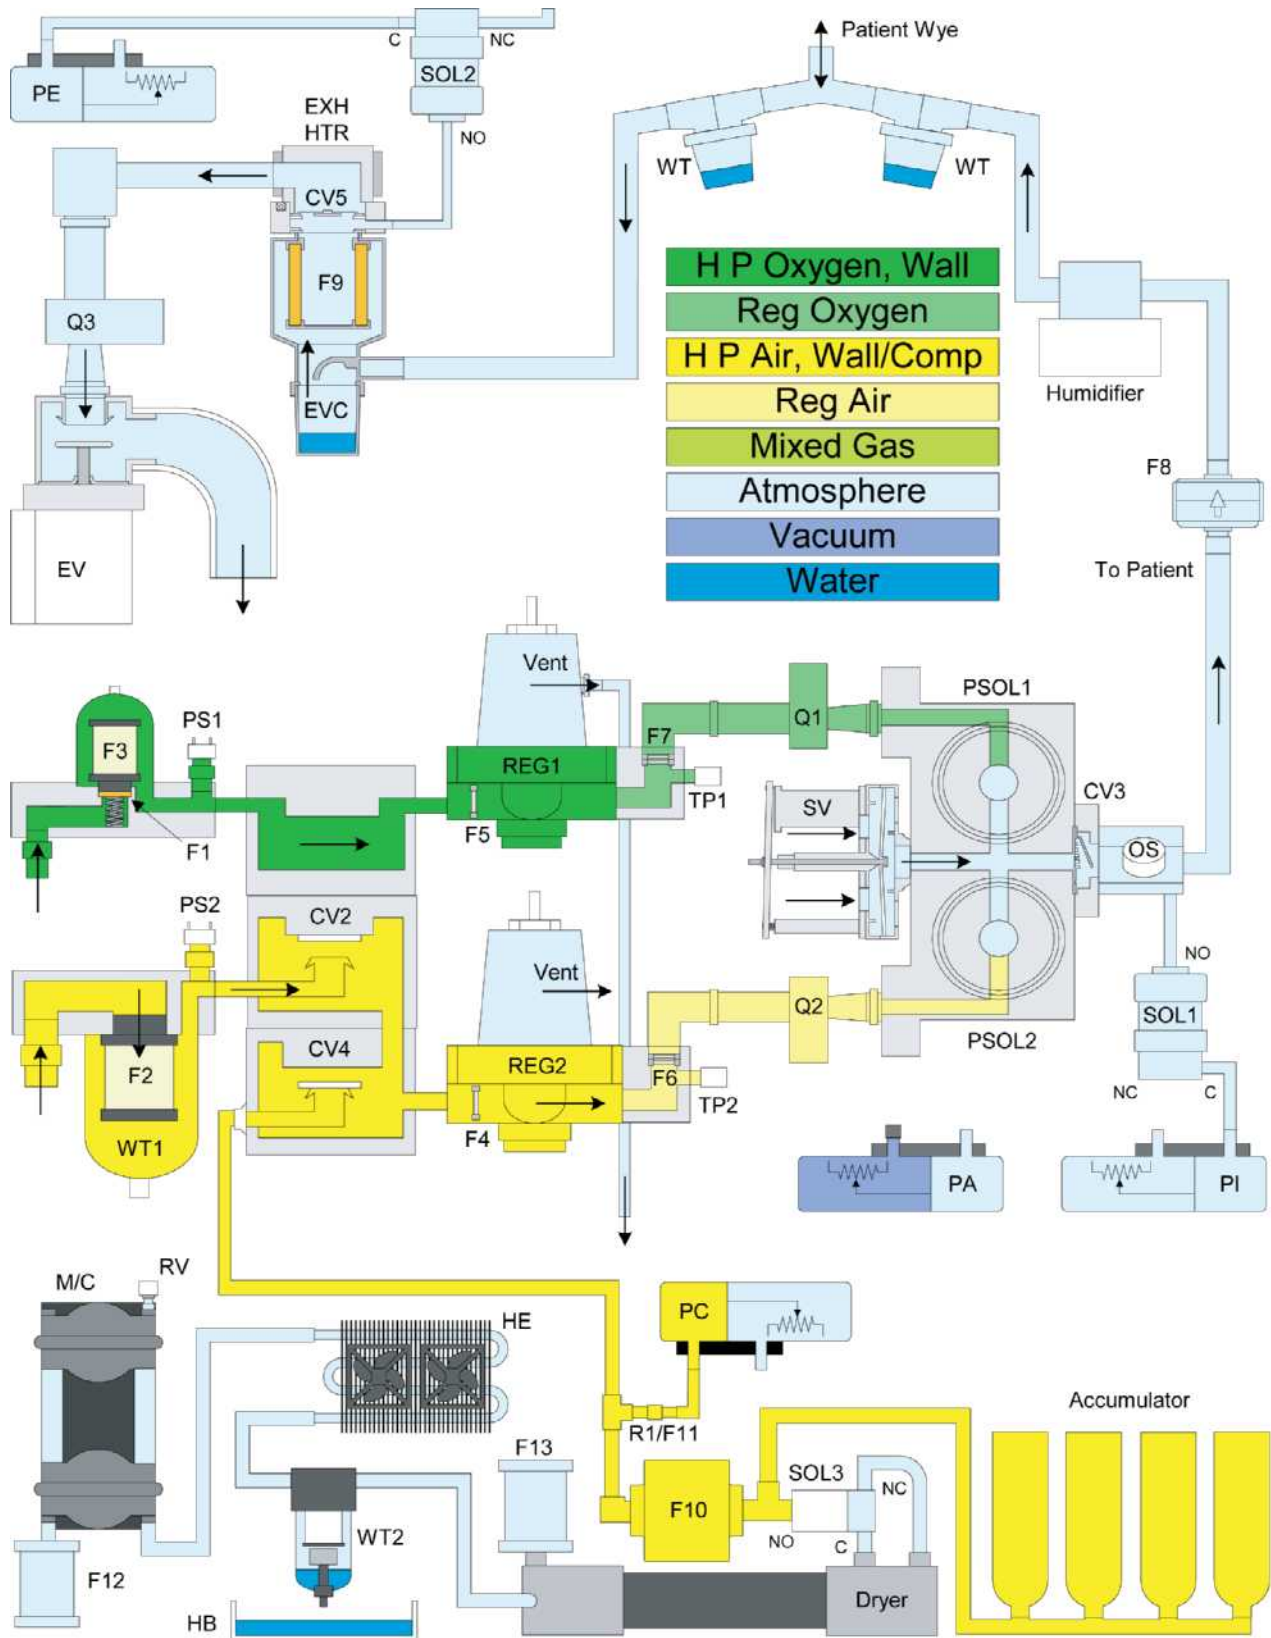 Patient Wye
C
NC
SOL2
PE
EXH
HTR
NO
WT
WT
CV5
F9
Q3
EVC
EV
H P Oxygen, Wall
Reg Oxygen
H P Air, Wall/Comp
Reg Air
Mixed Gas
Atmosphere
Vacuum
Water
Humidifier
F8
To Patient
Vent
PSOL1
PS1
F3
F7
Q1
REG1
TP1
CV3
SV
F5
F1
OS
PS2
CV2
NO
Vent
Q2
SOL1
PSOL2
CV4
REG2
F6
F2
TP2
NC
C
F4
WT1
PA
PI
RV
M/C
PC
HE
Accumulator
R1/F11
F13
SOL3
NC
F10
WT2
NO
C
F12
Dryer
HB